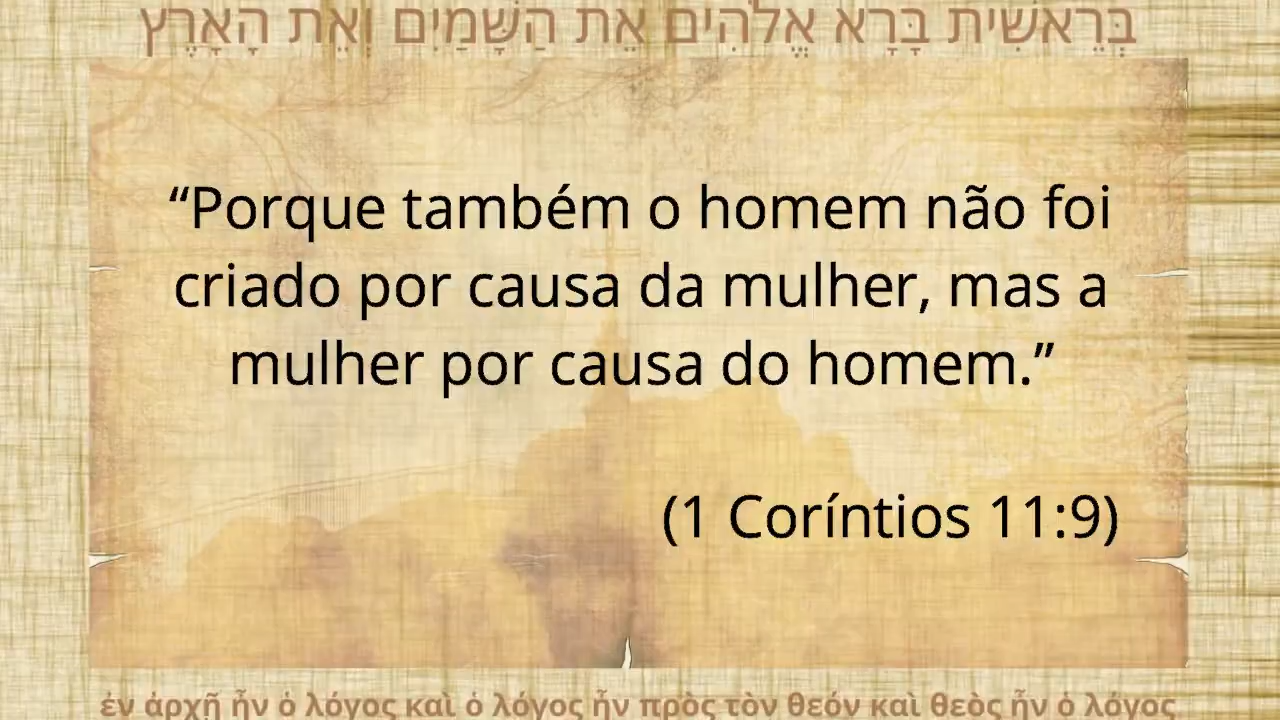 בְּרֵאשִׁית בָּרָא אֱלֹהִים אֵת הַשָּׁמַיִם וְאֵת הָאָרֶץ
“Porque também o homem não foi
criado por causa da mulher, mas a
mulher por causa do homem.”
(1 Coríntios 11:9)
ἐν ἀρχῇ ἦν ὁ λόγος καὶ ὁ λόγος ἦν πρὸς τὸν θεόν καὶ θεὸς ἦν ὁ λόγος